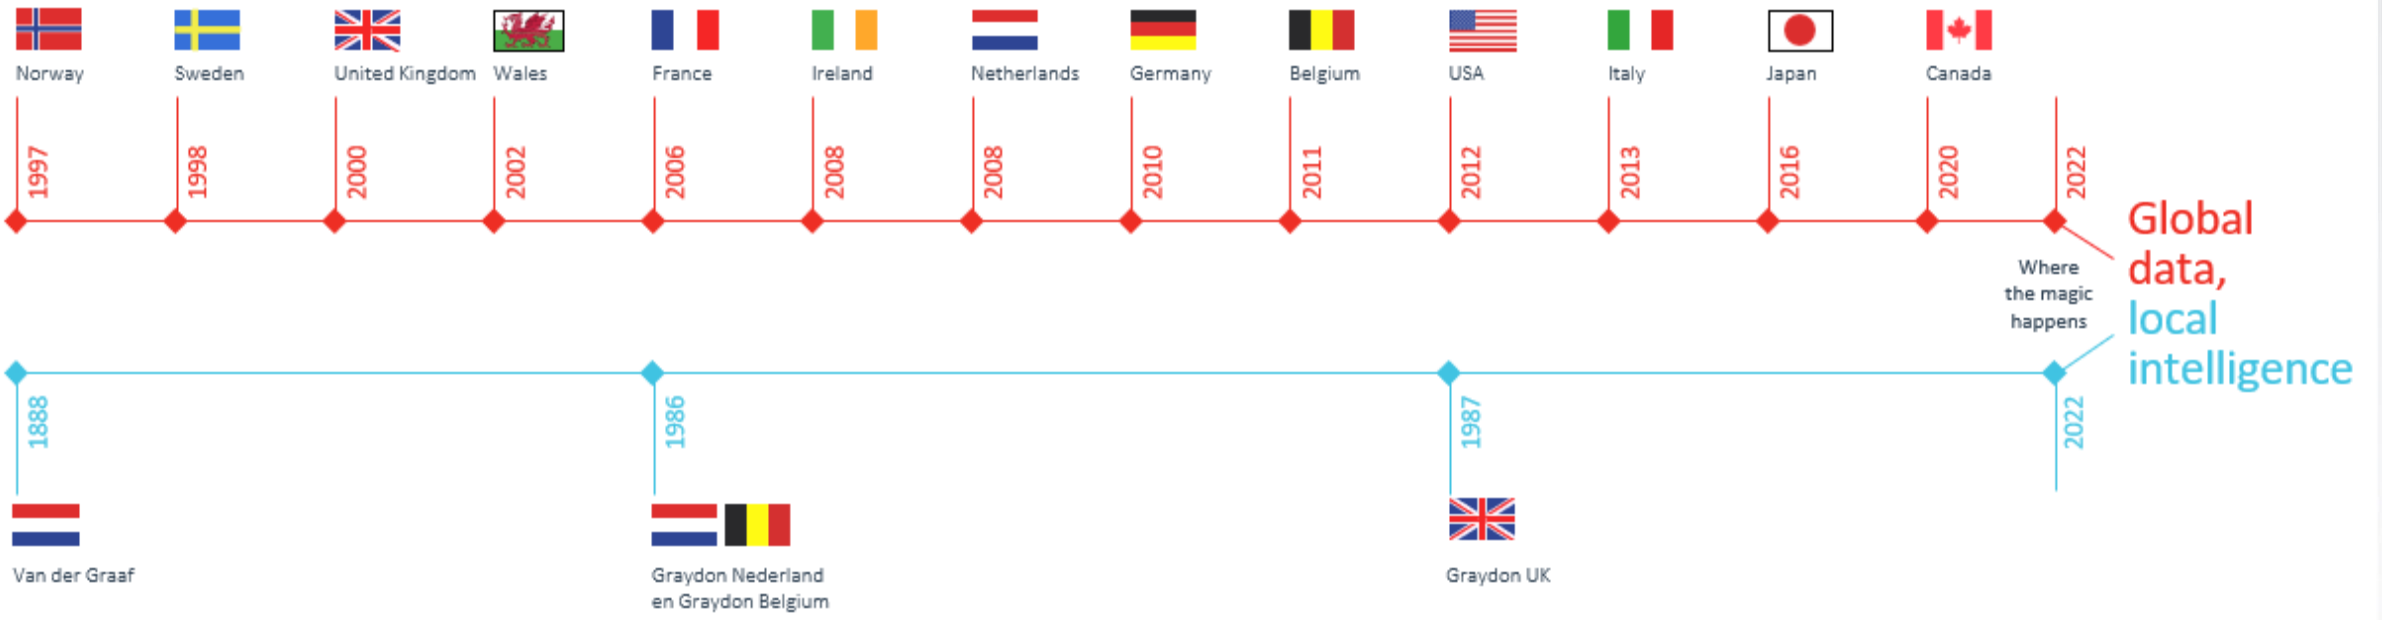 Norway
Sweden
United Kingdom
Wales
France
Ireland
Netherlands
Germany
Belgium
USA
Italy
Japan
Canada
1997
1998
2000
2002
2006
2008
2008
2010
2011
2012
2013
2016
2020
2022
Where
the magic
happens
Global
data,
local
intelligence
1888
1986
1987
2022
Van der Graaf
Graydon Nederland
en Graydon Belgium
Graydon UK